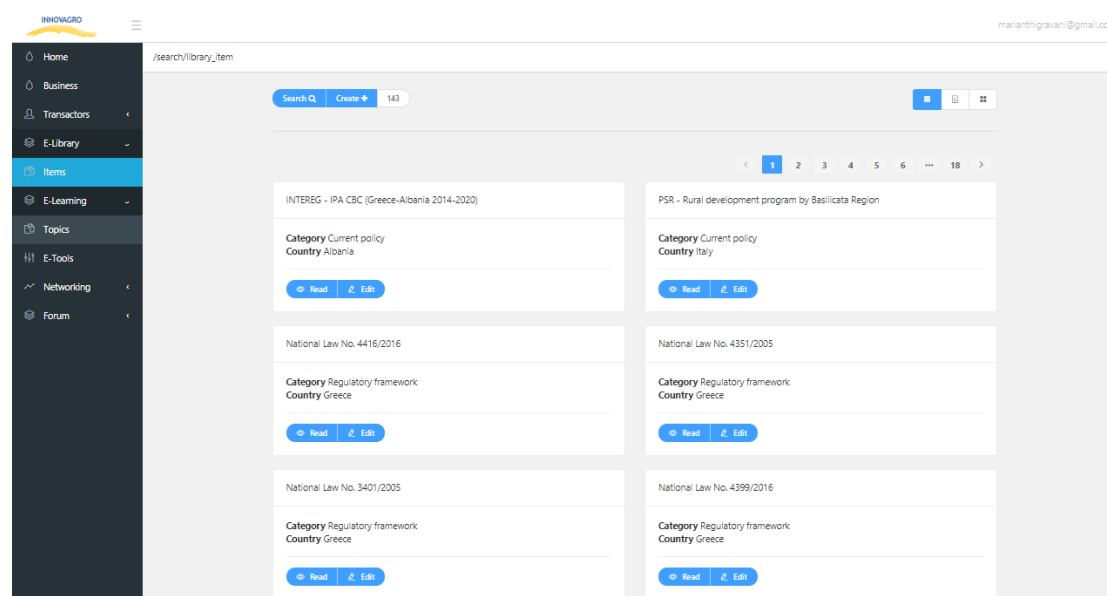 INNOVAGRO
marianthigravani@gmail.cc
Home
/search/library_item
Business
Transactors
E-Library
Items
E-Learning
Topics
E-Tools
Networking
Forum
Search Create 143
1 2 3 4 5 6 ... 18
INTEREG - IPA CBC (Greece-Albania 2014-2020)
Category Current policy
Country Albania
Read Edit
PSR - Rural development program by Basilicata Region
Category Current policy
Country Italy
Read Edit
National Law No. 4416/2016
Category Regulatory framework
Country Greece
Read Edit
National Law No. 4351/2005
Category Regulatory framework
Country Greece
Read Edit
National Law No. 3401/2005
Category Regulatory framework
Country Greece
Read Edit
National Law No. 4399/2016
Category Regulatory framework
Country Greece
Read Edit